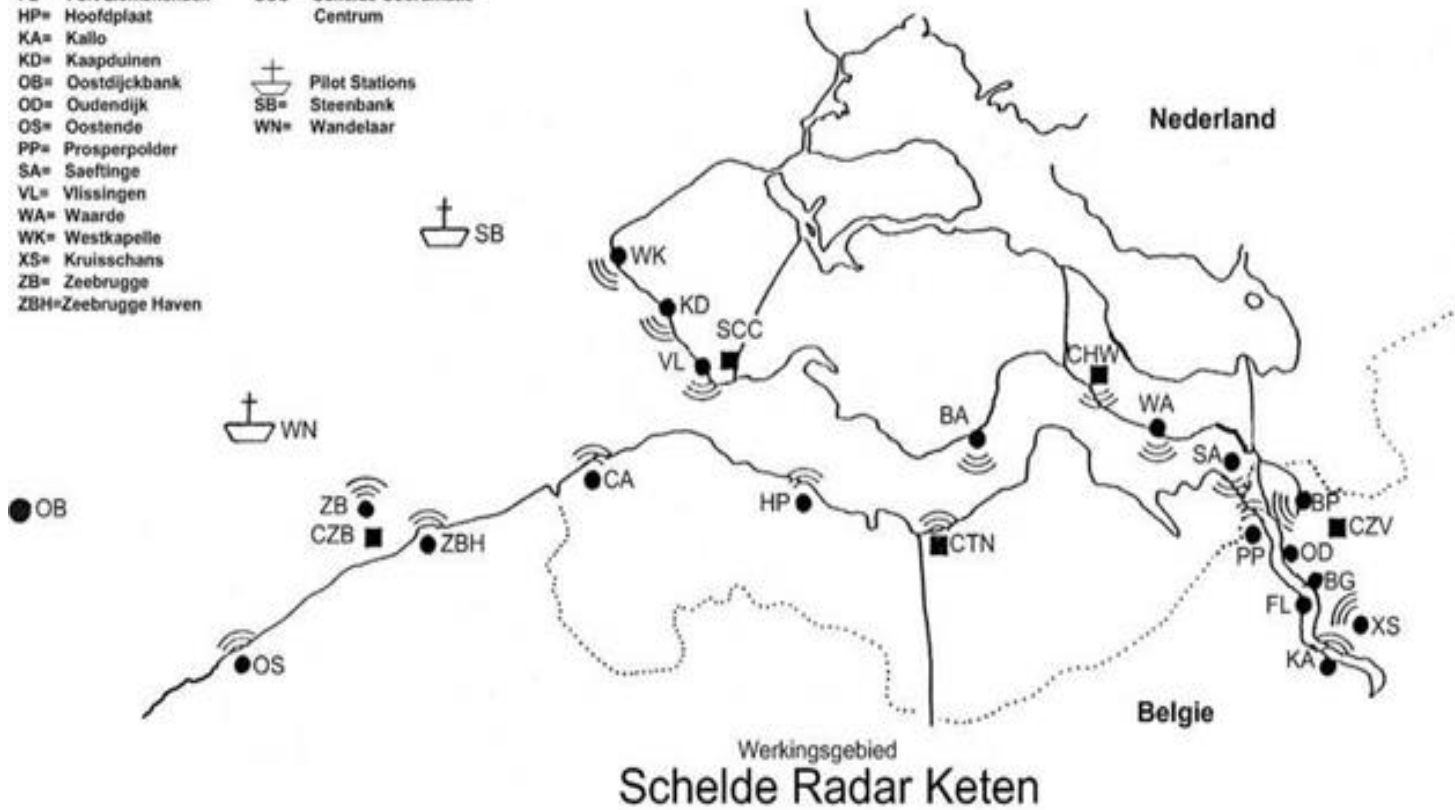 HP= Hoofdplaat
KA= Kallo
KD= Kaapduinen
OB= Oostdijckbank
OD= Oudendijk
OS= Oostende
PP= Prosperpolder
SA= Saeftinge
VL= Vlissingen
WA= Waarde
WK= Westkapelle
XS= Kruisschans
ZB= Zeebrugge
ZBH=Zeebrugge Haven
Centrum
Pilot Stations
SB= Steenbank
WN= Wandelaar
Nederland
SB
WK
KD
SCC
VL
CHW
WN
BA
WA
SA
CA
OB
ZB
HP
BP
CZB
ZBH
CTN
CZV
PP
OD
BG
FL
XS
OS
KA
Belgie
Werkingsgebied
Schelde Radar Keten